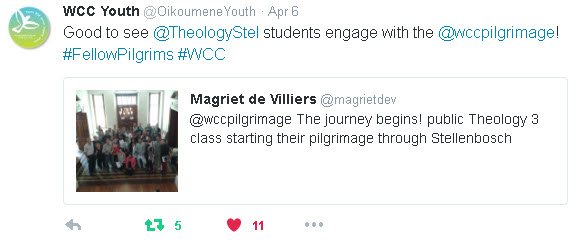 WCC Youth @OikoumeneYouth · Apr 6
Good to see @TheologyStel students engage with the @wccpilgrimage!
#FellowPilgrims #WCC
Magriet de Villiers @magrietdev
@wccpilgrimage The journey begins! public Theology 3
class starting their pilgrimage through Stellenbosch
5 11